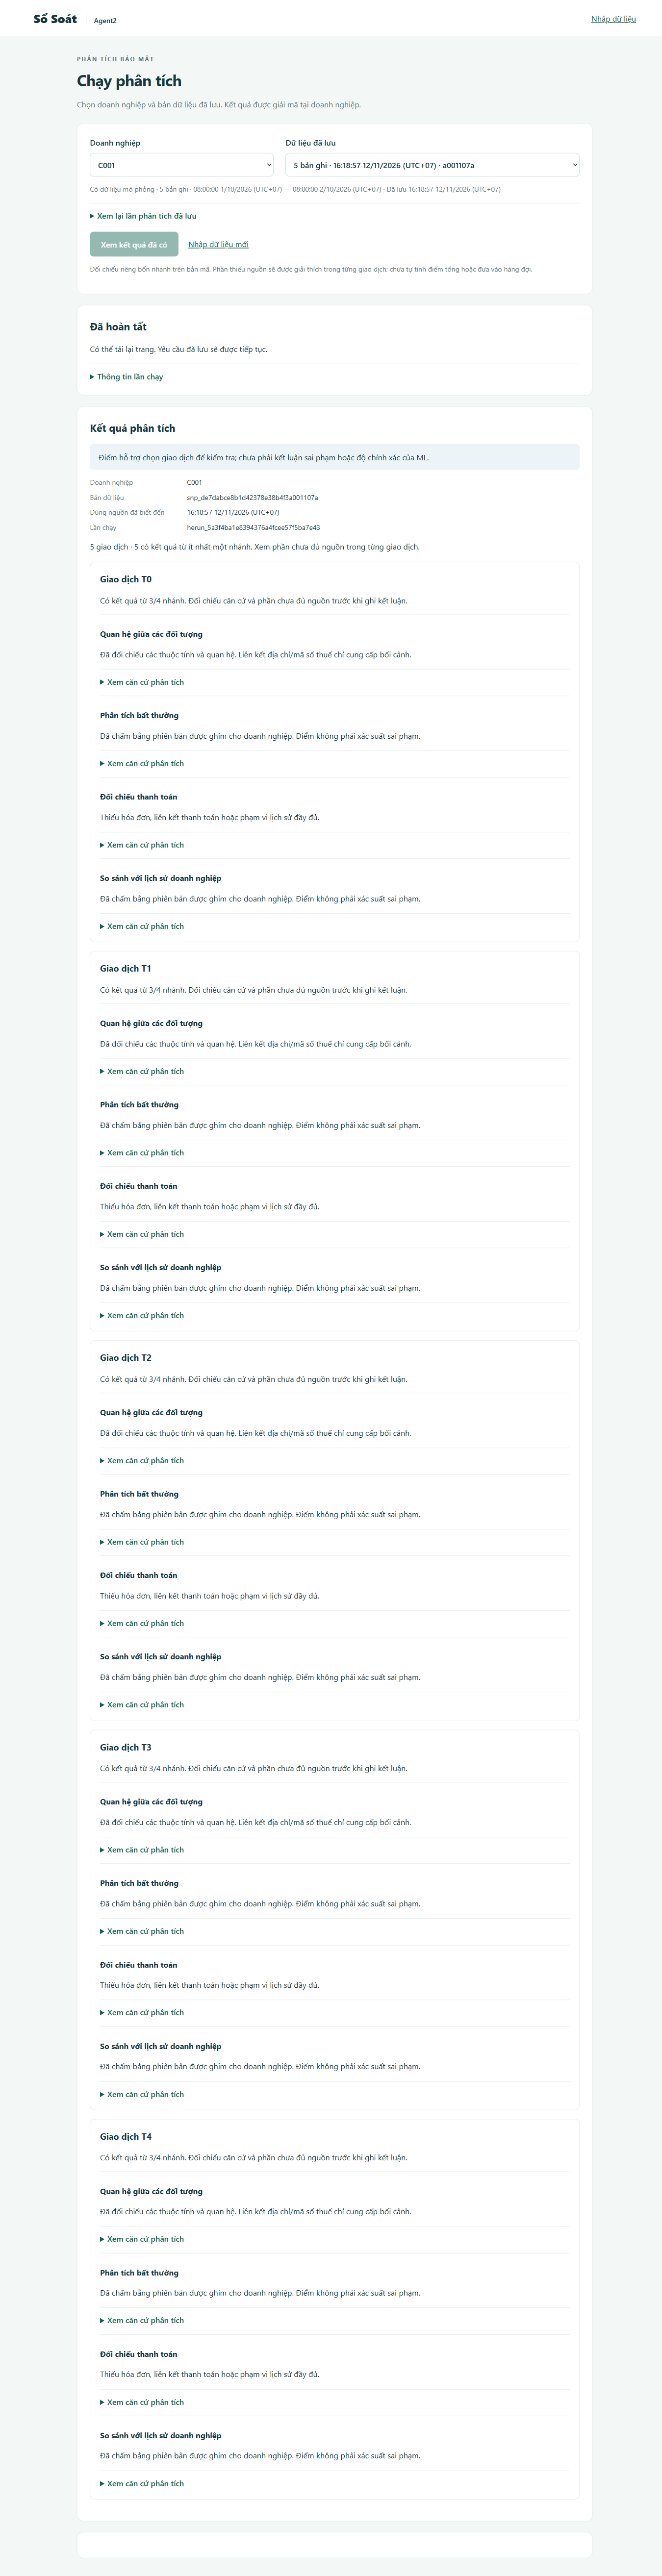 Sổ Soát
Agent2
Nhập dữ liệu
PHÂN TÍCH BẢO MẬT
Chạy phân tích
Chọn doanh nghiệp và bản dữ liệu đã lưu. Kết quả được giải mã tại doanh nghiệp.
Doanh nghiệp
Dữ liệu đã lưu
C001
5 bản ghi · 16:18:57 12/11/2026 (UTC+07) · a001107a
Có dữ liệu mô phỏng · 5 bản ghi · 08:00:00 1/10/2026 (UTC+07) — 08:00:00 2/10/2026 (UTC+07) · Đã lưu 16:18:57 12/11/2026 (UTC+07)
Xem lại lần phân tích đã lưu
Xem kết quả đã có
Nhập dữ liệu mới
Đối chiếu riêng bốn nhánh trên bản mã. Phần thiếu nguồn sẽ được giải thích trong từng giao dịch; chưa tự tính điểm tổng hoặc đưa vào hàng đợi.
Đã hoàn tất
Có thể tải lại trang. Yêu cầu đã lưu sẽ được tiếp tục.
Thông tin lần chạy
Kết quả phân tích
Điểm hỗ trợ chọn giao dịch để kiểm tra; chưa phải kết luận sai phạm hoặc độ chính xác của ML.
Doanh nghiệp C001
Bản dữ liệu snp_de7dabce8b1d42378e38b4f3a001107a
Dùng nguồn đã biết đến 16:18:57 12/11/2026 (UTC+07)
Lần chạy herun_5a3f4ba1e8394376a4fcee57f5ba7e43
5 giao dịch · 5 có kết quả từ ít nhất một nhánh. Xem phần chưa đủ nguồn trong từng giao dịch.
Giao dịch T0
Có kết quả từ 3/4 nhánh. Đối chiếu căn cứ và phần chưa đủ nguồn trước khi ghi kết luận.
Quan hệ giữa các đối tượng
Đã đối chiếu các thuộc tính và quan hệ. Liên kết địa chỉ/mã số thuế chỉ cung cấp bối cảnh.
Xem căn cứ phân tích
Phân tích bất thường
Đã chấm bằng phiên bản được ghim cho doanh nghiệp. Điểm không phải xác suất sai phạm.
Xem căn cứ phân tích
Đối chiếu thanh toán
Thiếu hóa đơn, liên kết thanh toán hoặc phạm vi lịch sử đầy đủ.
Xem căn cứ phân tích
So sánh với lịch sử doanh nghiệp
Đã chấm bằng phiên bản được ghim cho doanh nghiệp. Điểm không phải xác suất sai phạm.
Xem căn cứ phân tích
Giao dịch T1
Có kết quả từ 3/4 nhánh. Đối chiếu căn cứ và phần chưa đủ nguồn trước khi ghi kết luận.
Quan hệ giữa các đối tượng
Đã đối chiếu các thuộc tính và quan hệ. Liên kết địa chỉ/mã số thuế chỉ cung cấp bối cảnh.
Xem căn cứ phân tích
Phân tích bất thường
Đã chấm bằng phiên bản được ghim cho doanh nghiệp. Điểm không phải xác suất sai phạm.
Xem căn cứ phân tích
Đối chiếu thanh toán
Thiếu hóa đơn, liên kết thanh toán hoặc phạm vi lịch sử đầy đủ.
Xem căn cứ phân tích
So sánh với lịch sử doanh nghiệp
Đã chấm bằng phiên bản được ghim cho doanh nghiệp. Điểm không phải xác suất sai phạm.
Xem căn cứ phân tích
Giao dịch T2
Có kết quả từ 3/4 nhánh. Đối chiếu căn cứ và phần chưa đủ nguồn trước khi ghi kết luận.
Quan hệ giữa các đối tượng
Đã đối chiếu các thuộc tính và quan hệ. Liên kết địa chỉ/mã số thuế chỉ cung cấp bối cảnh.
Xem căn cứ phân tích
Phân tích bất thường
Đã chấm bằng phiên bản được ghim cho doanh nghiệp. Điểm không phải xác suất sai phạm.
Xem căn cứ phân tích
Đối chiếu thanh toán
Thiếu hóa đơn, liên kết thanh toán hoặc phạm vi lịch sử đầy đủ.
Xem căn cứ phân tích
So sánh với lịch sử doanh nghiệp
Đã chấm bằng phiên bản được ghim cho doanh nghiệp. Điểm không phải xác suất sai phạm.
Xem căn cứ phân tích
Giao dịch T3
Có kết quả từ 3/4 nhánh. Đối chiếu căn cứ và phần chưa đủ nguồn trước khi ghi kết luận.
Quan hệ giữa các đối tượng
Đã đối chiếu các thuộc tính và quan hệ. Liên kết địa chỉ/mã số thuế chỉ cung cấp bối cảnh.
Xem căn cứ phân tích
Phân tích bất thường
Đã chấm bằng phiên bản được ghim cho doanh nghiệp. Điểm không phải xác suất sai phạm.
Xem căn cứ phân tích
Đối chiếu thanh toán
Thiếu hóa đơn, liên kết thanh toán hoặc phạm vi lịch sử đầy đủ.
Xem căn cứ phân tích
So sánh với lịch sử doanh nghiệp
Đã chấm bằng phiên bản được ghim cho doanh nghiệp. Điểm không phải xác suất sai phạm.
Xem căn cứ phân tích
Giao dịch T4
Có kết quả từ 3/4 nhánh. Đối chiếu căn cứ và phần chưa đủ nguồn trước khi ghi kết luận.
Quan hệ giữa các đối tượng
Đã đối chiếu các thuộc tính và quan hệ. Liên kết địa chỉ/mã số thuế chỉ cung cấp bối cảnh.
Xem căn cứ phân tích
Phân tích bất thường
Đã chấm bằng phiên bản được ghim cho doanh nghiệp. Điểm không phải xác suất sai phạm.
Xem căn cứ phân tích
Đối chiếu thanh toán
Thiếu hóa đơn, liên kết thanh toán hoặc phạm vi lịch sử đầy đủ.
Xem căn cứ phân tích
So sánh với lịch sử doanh nghiệp
Đã chấm bằng phiên bản được ghim cho doanh nghiệp. Điểm không phải xác suất sai phạm.
Xem căn cứ phân tích